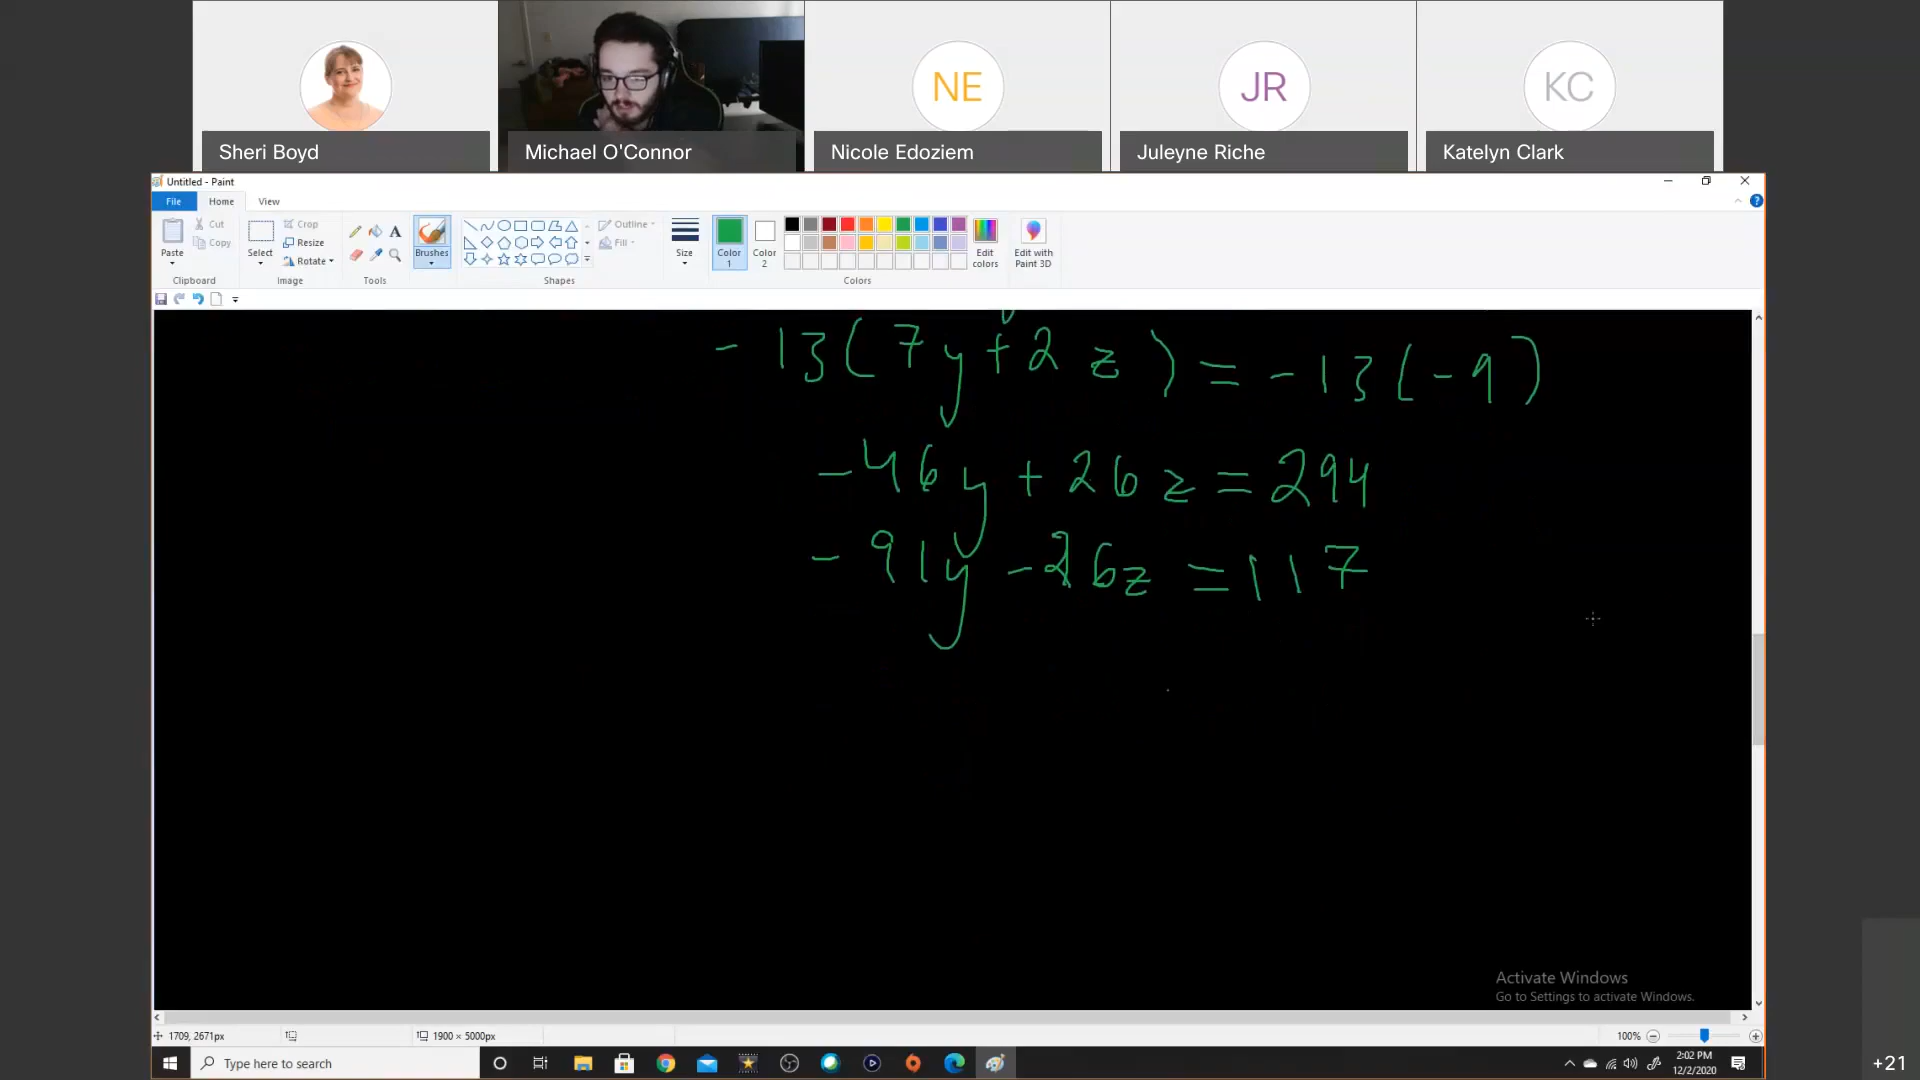 NE
JR
KC
Sheri Boyd
Michael O'Connor
Nicole Edoziem
Juleyne Riche
Katelyn Clark
Untitled - Paint
File Home View
Paste
Cut
Copy
Clipboard
Select
Crop
Resize
Rotate
Image
Tools
Brushes
Outline
Fill
Shapes
Size
Color 1
Color 2
Edit colors
Edit with Paint 3D
Colors
-13(7y+2z) = -13(-9)
-46y + 26z = 294
-91y - 26z = 117
Activate Windows
Go to Settings to activate Windows.
1709, 2671px
1900 × 5000px
100%
Type here to search
2:02 PM
12/2/2020
+21